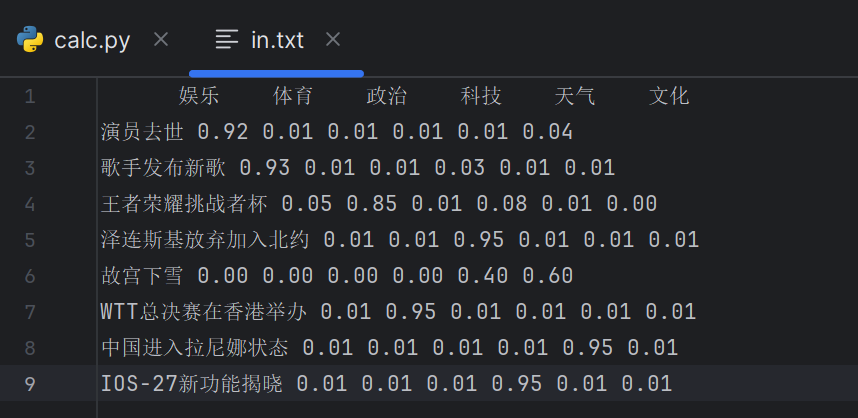 calc.py in.txt
1 娱乐 体育 政治 科技 天气 文化
2 演员去世 0.92 0.01 0.01 0.01 0.01 0.04
3 歌手发布新歌 0.93 0.01 0.01 0.03 0.01 0.01
4 王者荣耀挑战者杯 0.05 0.85 0.01 0.08 0.01 0.00
5 泽连斯基放弃加入北约 0.01 0.01 0.95 0.01 0.01 0.01
6 故宫下雪 0.00 0.00 0.00 0.00 0.40 0.60
7 WTT总决赛在香港举办 0.01 0.95 0.01 0.01 0.01 0.01
8 中国进入拉尼娜状态 0.01 0.01 0.01 0.01 0.95 0.01
9 IOS-27新功能揭晓 0.01 0.01 0.01 0.95 0.01 0.01